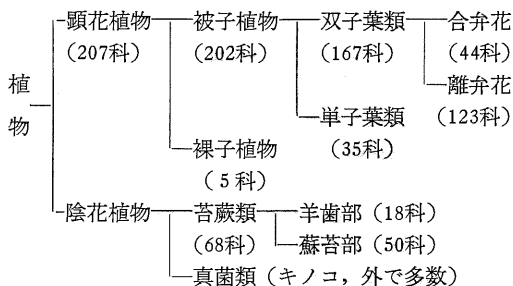 顕花植物 被子植物 双子葉類 合弁花
(207科) (202科) (167科) (44科)
離弁花
(123科)
植物
単子葉類
(35科)
裸子植物
(5科)
陰花植物 苔蕨類 羊歯部(18科)
(68科) 蘇苔部(50科)
真菌類(キノコ,外で多数)